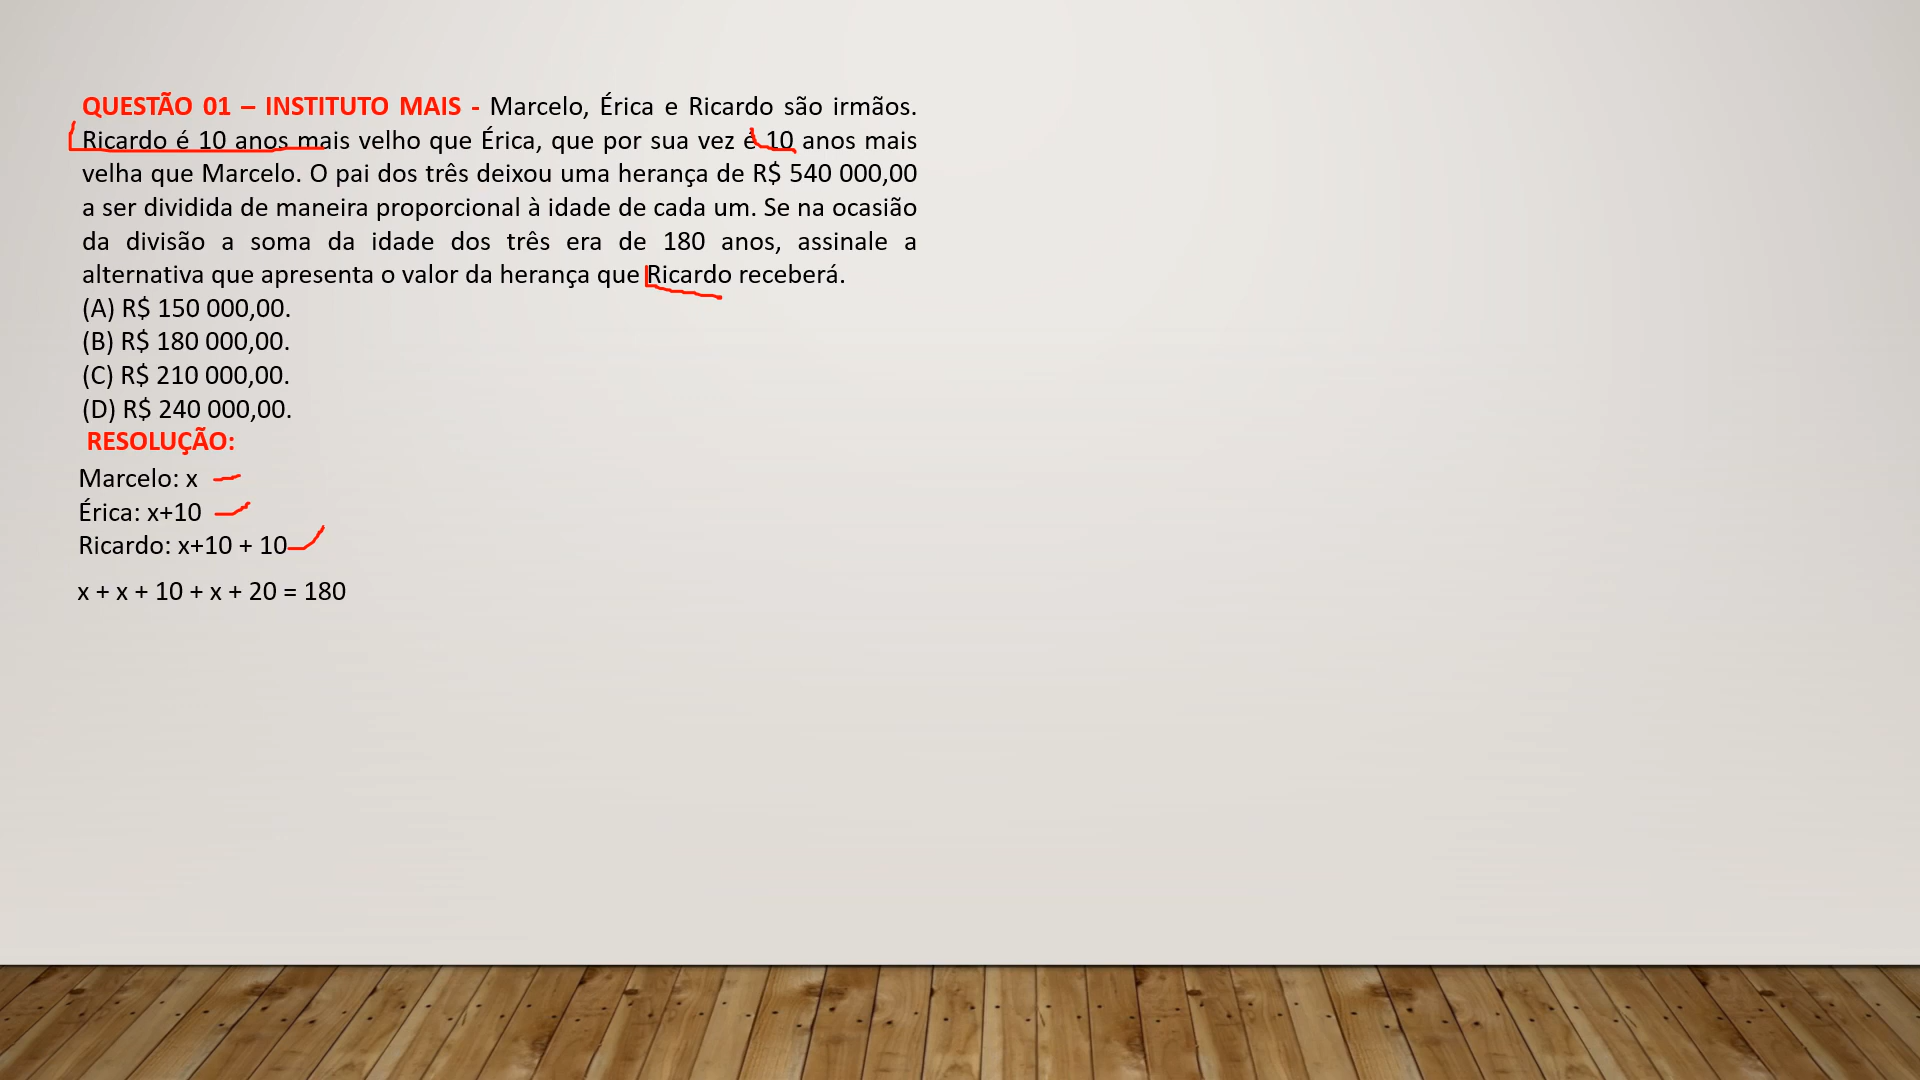 QUESTÃO 01 – INSTITUTO MAIS - Marcelo, Érica e Ricardo são irmãos.
Ricardo é 10 anos mais velho que Érica, que por sua vez é 10 anos mais
velha que Marcelo. O pai dos três deixou uma herança de R$ 540 000,00
a ser dividida de maneira proporcional à idade de cada um. Se na ocasião
da divisão a soma da idade dos três era de 180 anos, assinale a
alternativa que apresenta o valor da herança que Ricardo receberá.
(A) R$ 150 000,00.
(B) R$ 180 000,00.
(C) R$ 210 000,00.
(D) R$ 240 000,00.
RESOLUÇÃO:
Marcelo: x
Érica: x+10
Ricardo: x+10 + 10
x + x + 10 + x + 20 = 180